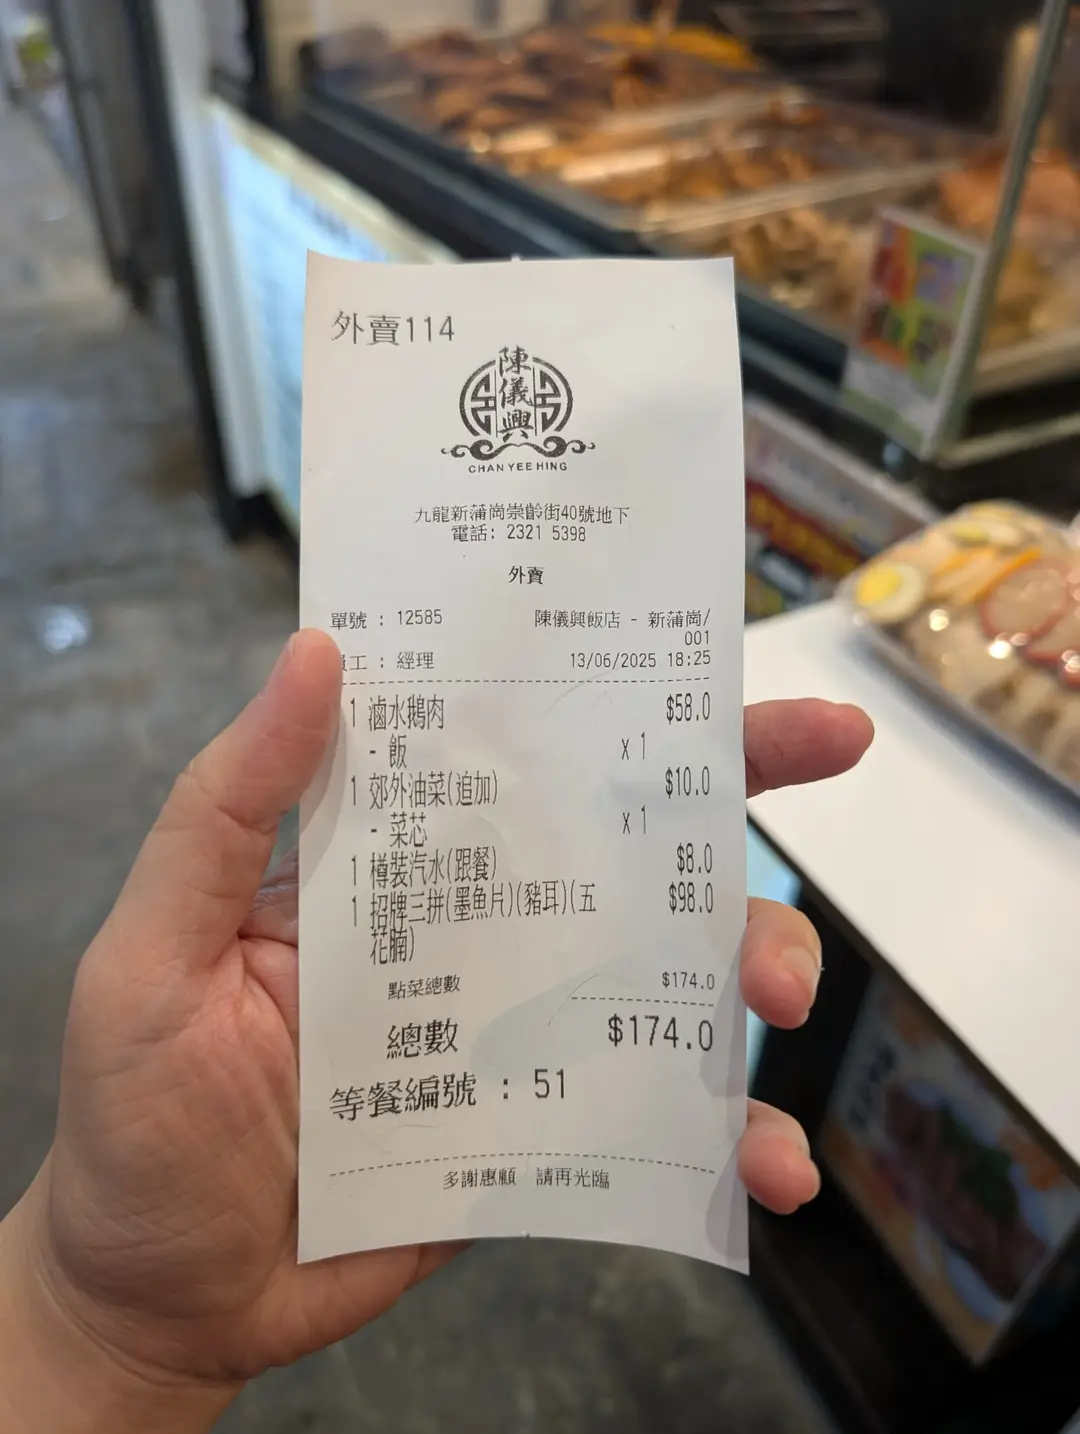 外賣114
陳儀興
CHAN YEE HING
九龍新蒲崗崇齡街40號地下
電話: 2321 5398
外賣
單號 : 12585
陳儀興飯店 - 新蒲崗/
001
工 : 經理
13/06/2025 18:25
1 滷水鵝肉 $58.0
- 飯 x 1
1 郊外油菜(追加) $10.0
- 菜芯 x 1
1 樽裝汽水(跟餐) $8.0
1 招牌三拼(墨魚片)(豬耳)(五 $98.0
花腩)
點菜總數 $174.0
總數 $174.0
等餐編號 : 51
多謝惠顧 請再光臨